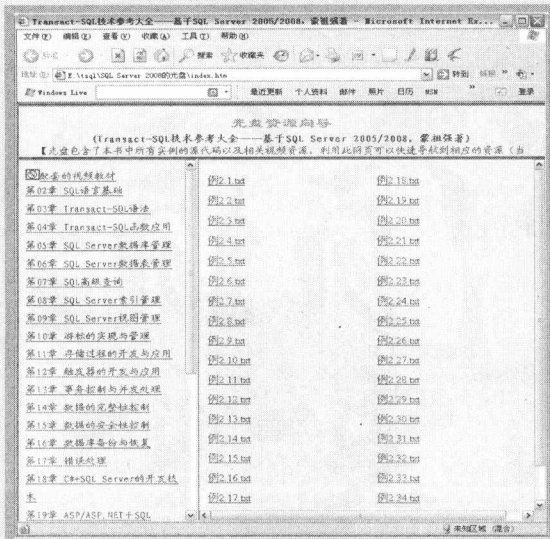 Transact-SQL技术参考大全——基于SQL Server 2005/2008，蒙祖强著 - Microsoft Internet Ex...
文件(F) 编辑(E) 查看(V) 收藏(A) 工具(T) 帮助(H)
搜索 收藏夹
地址(D) E:\tsql\SQL Server 2008的光盘\index.htm 转到 链接 »
Windows Live 最近更新 个人资料 邮件 照片 日历 MSN » 登录
光盘资源向导
(Transact-SQL技术参考大全——基于SQL Server 2005/2008，蒙祖强著)
【光盘包含了本书中所有实例的源代码以及相关视频资源，利用此网页可以快速导航到相应的资源（当
配套的视频教材
第02章 SQL语言基础
第03章 Transact-SQL语法
第04章 Transact-SQL函数应用
第05章 SQL Server数据库管理
第06章 SQL Server数据表管理
第07章 SQL高级查询
第08章 SQL Server索引管理
第09章 SQL Server视图管理
第10章 游标的实现与管理
第11章 存储过程的开发与应用
第12章 触发器的开发与应用
第13章 事务控制与并发处理
第14章 数据的完整性控制
第15章 数据的安全性控制
第16章 数据库备份与恢复
第17章 错误处理
第18章 C#+SQL Server的开发技
术
第19章 ASP/ASP.NET+SQL
例2.1.txt
例2.2.txt
例2.3.txt
例2.4.txt
例2.5.txt
例2.6.txt
例2.7.txt
例2.8.txt
例2.9.txt
例2.10.txt
例2.11.txt
例2.12.txt
例2.13.txt
例2.14.txt
例2.15.txt
例2.16.txt
例2.17.txt
例2.18.txt
例2.19.txt
例2.20.txt
例2.21.txt
例2.22.txt
例2.23.txt
例2.24.txt
例2.25.txt
例2.26.txt
例2.27.txt
例2.28.txt
例2.29.txt
例2.30.txt
例2.31.txt
例2.32.txt
例2.33.txt
例2.34.txt
未知区域 (混合)